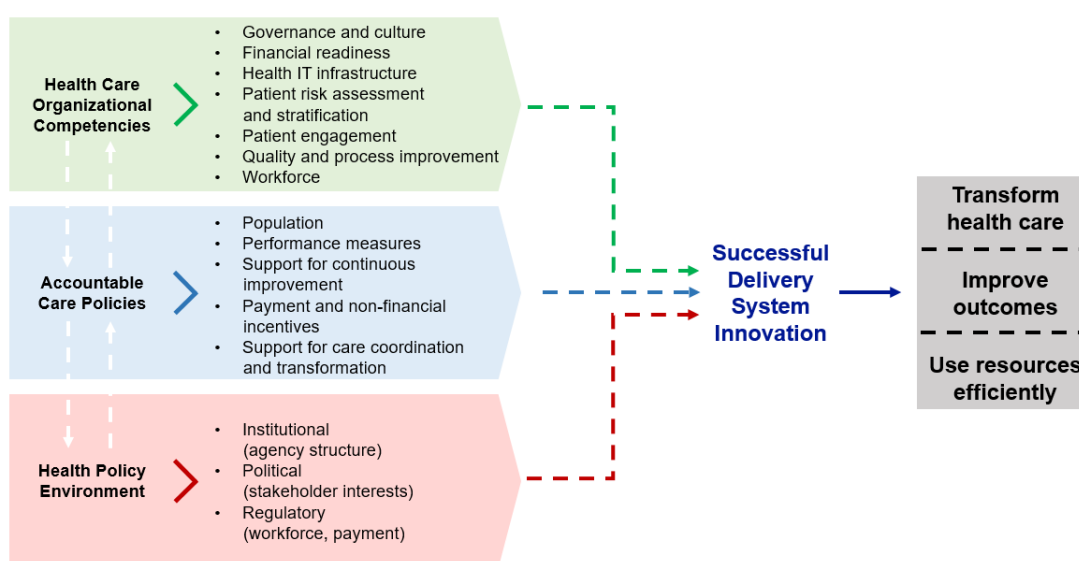 Health Care
Organizational
Competencies
• Governance and culture
• Financial readiness
• Health IT infrastructure
• Patient risk assessment
and stratification
• Patient engagement
• Quality and process improvement
• Workforce
Accountable
Care Policies
• Population
• Performance measures
• Support for continuous
improvement
• Payment and non-financial
incentives
• Support for care coordination
and transformation
Health Policy
Environment
• Institutional
(agency structure)
• Political
(stakeholder interests)
• Regulatory
(workforce, payment)
Successful
Delivery
System
Innovation
Transform
health care
Improve
outcomes
Use resources
efficiently